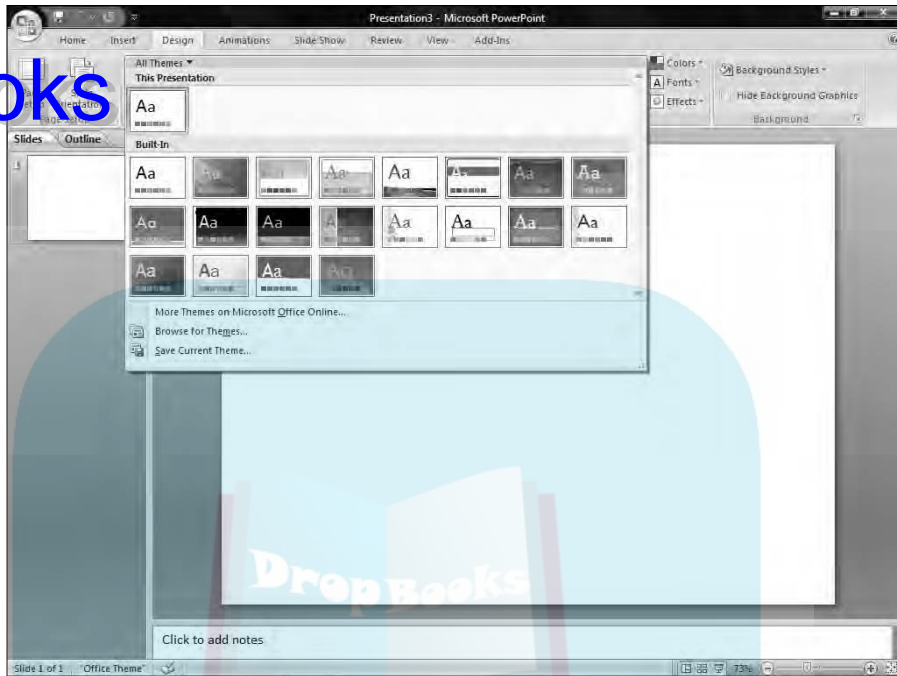 Presentation3 - Microsoft PowerPoint
Home Insert Design Animations Slide Show Review View Add-Ins
All Themes
This Presentation
Aa
Built-In
Aa Aa Aa Aa Aa Aa Aa Aa
Aa Aa Aa A Aa Aa Aa Aa
Aa Aa Aa Aa
More Themes on Microsoft Office Online...
Browse for Themes...
Save Current Theme...
Colors
Fonts
Effects
Background Styles
Hide Background Graphics
Background
oks
Slides Outline
1
DropBooks
Click to add notes
Slide 1 of 1 "Office Theme" 73%